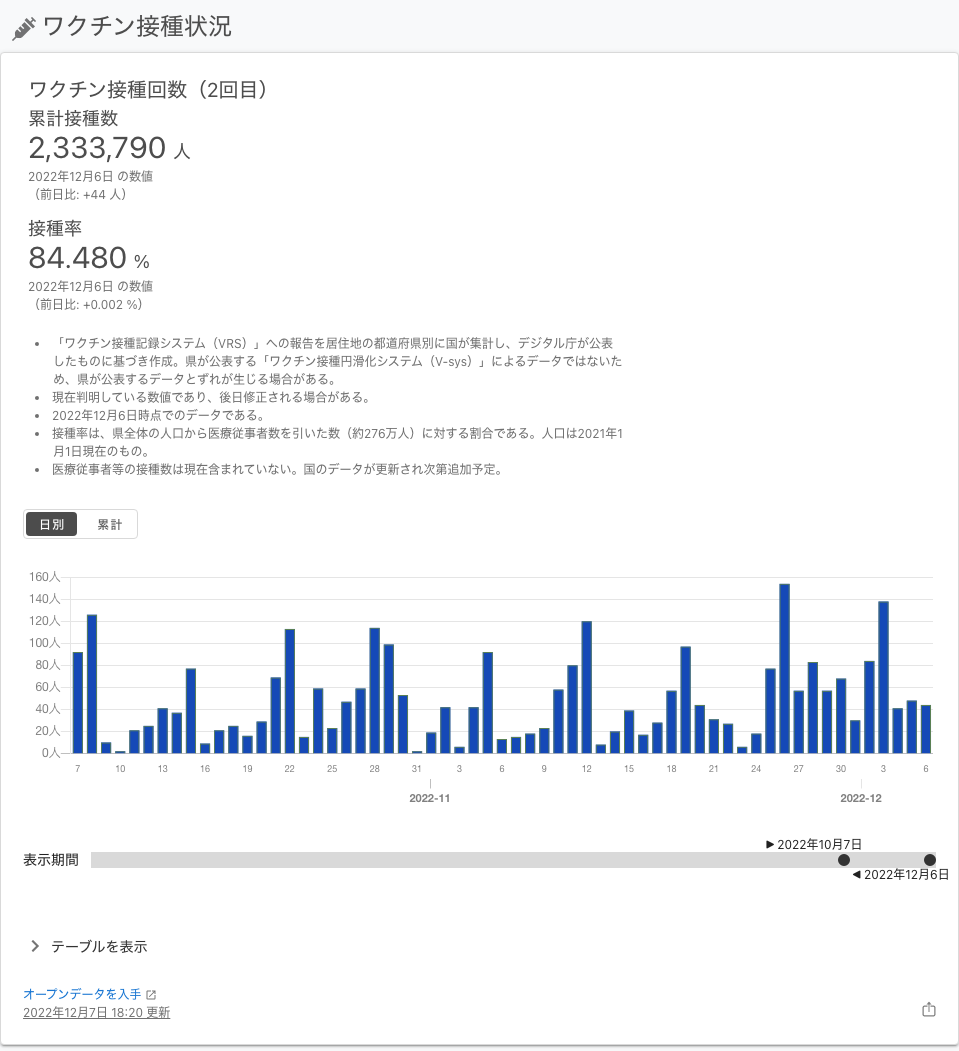 ワクチン接種状況
ワクチン接種回数（2回目）
累計接種数
2,333,790 人
2022年12月6日 の数値
（前日比: +44 人）
接種率
84.480 %
2022年12月6日 の数値
（前日比: +0.002 %）
• 「ワクチン接種記録システム（VRS）」への報告を居住地の都道府県別に国が集計し、デジタル庁が公表
したものに基づき作成。県が公表する「ワクチン接種円滑化システム（V-sys）」によるデータではないた
め、県が公表するデータとずれが生じる場合がある。
• 現在判明している数値であり、後日修正される場合がある。
• 2022年12月6日時点でのデータである。
• 接種率は、県全体の人口から医療従事者数を引いた数（約276万人）に対する割合である。人口は2021年1
月1日現在のもの。
• 医療従事者等の接種数は現在含まれていない。国のデータが更新され次第追加予定。
日別 累計
160人
140人
120人
100人
80人
60人
40人
20人
0人
7 10 13 16 19 22 25 28 31 3 6 9 12 15 18 21 24 27 30 3 6
2022-11 2022-12
▶ 2022年10月7日
表示期間
◀ 2022年12月6日
テーブルを表示
オープンデータを入手
2022年12月7日 18:20 更新